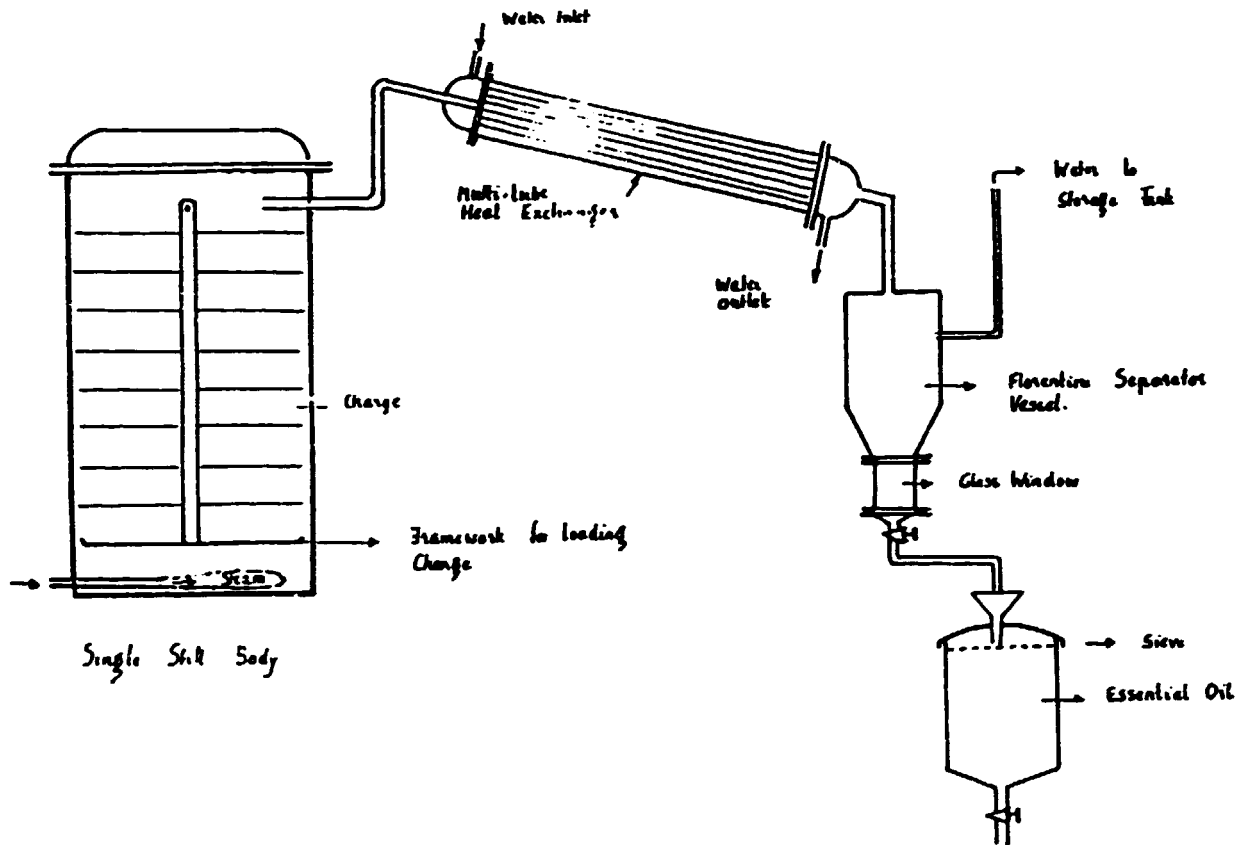 Water Inlet
Multi-tube
Heat Exchanger
Water
outlet
Water to
Storage Tank
Florentine Separator
Vessel.
Glass Window
Charge
Framework for loading
Charge
Steam
Single Still Body
Sieve
Essential Oil